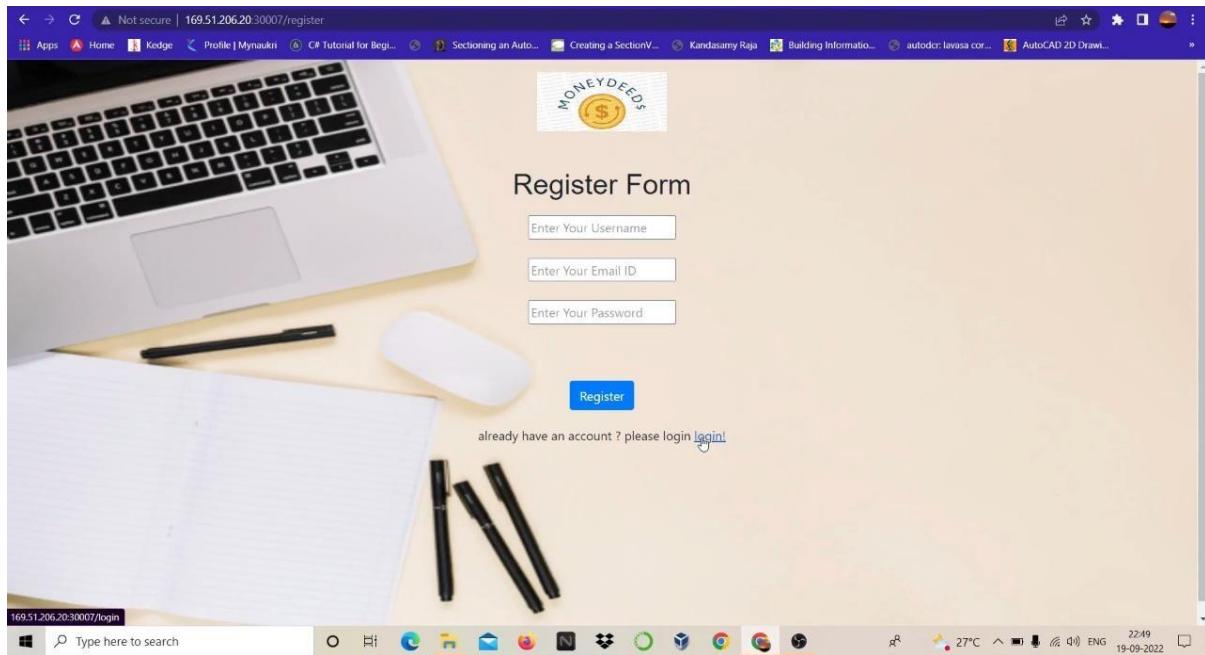 Not secure | 169.51.206.20:30007/register
Apps Home Kedge Profile | Mynaukri C# Tutorial for Begi... Sectioning an Auto... Creating a SectionV... Kandasamy Raja Building Informatio... autodcr: lavasa cor... AutoCAD 2D Drawi... »
MONEYDEEDS
$
Register Form
Enter Your Username
Enter Your Email ID
Enter Your Password
Register
already have an account ? please login login!
169.51.206.20:30007/login
Type here to search
27°C ENG 22:49
19-09-2022